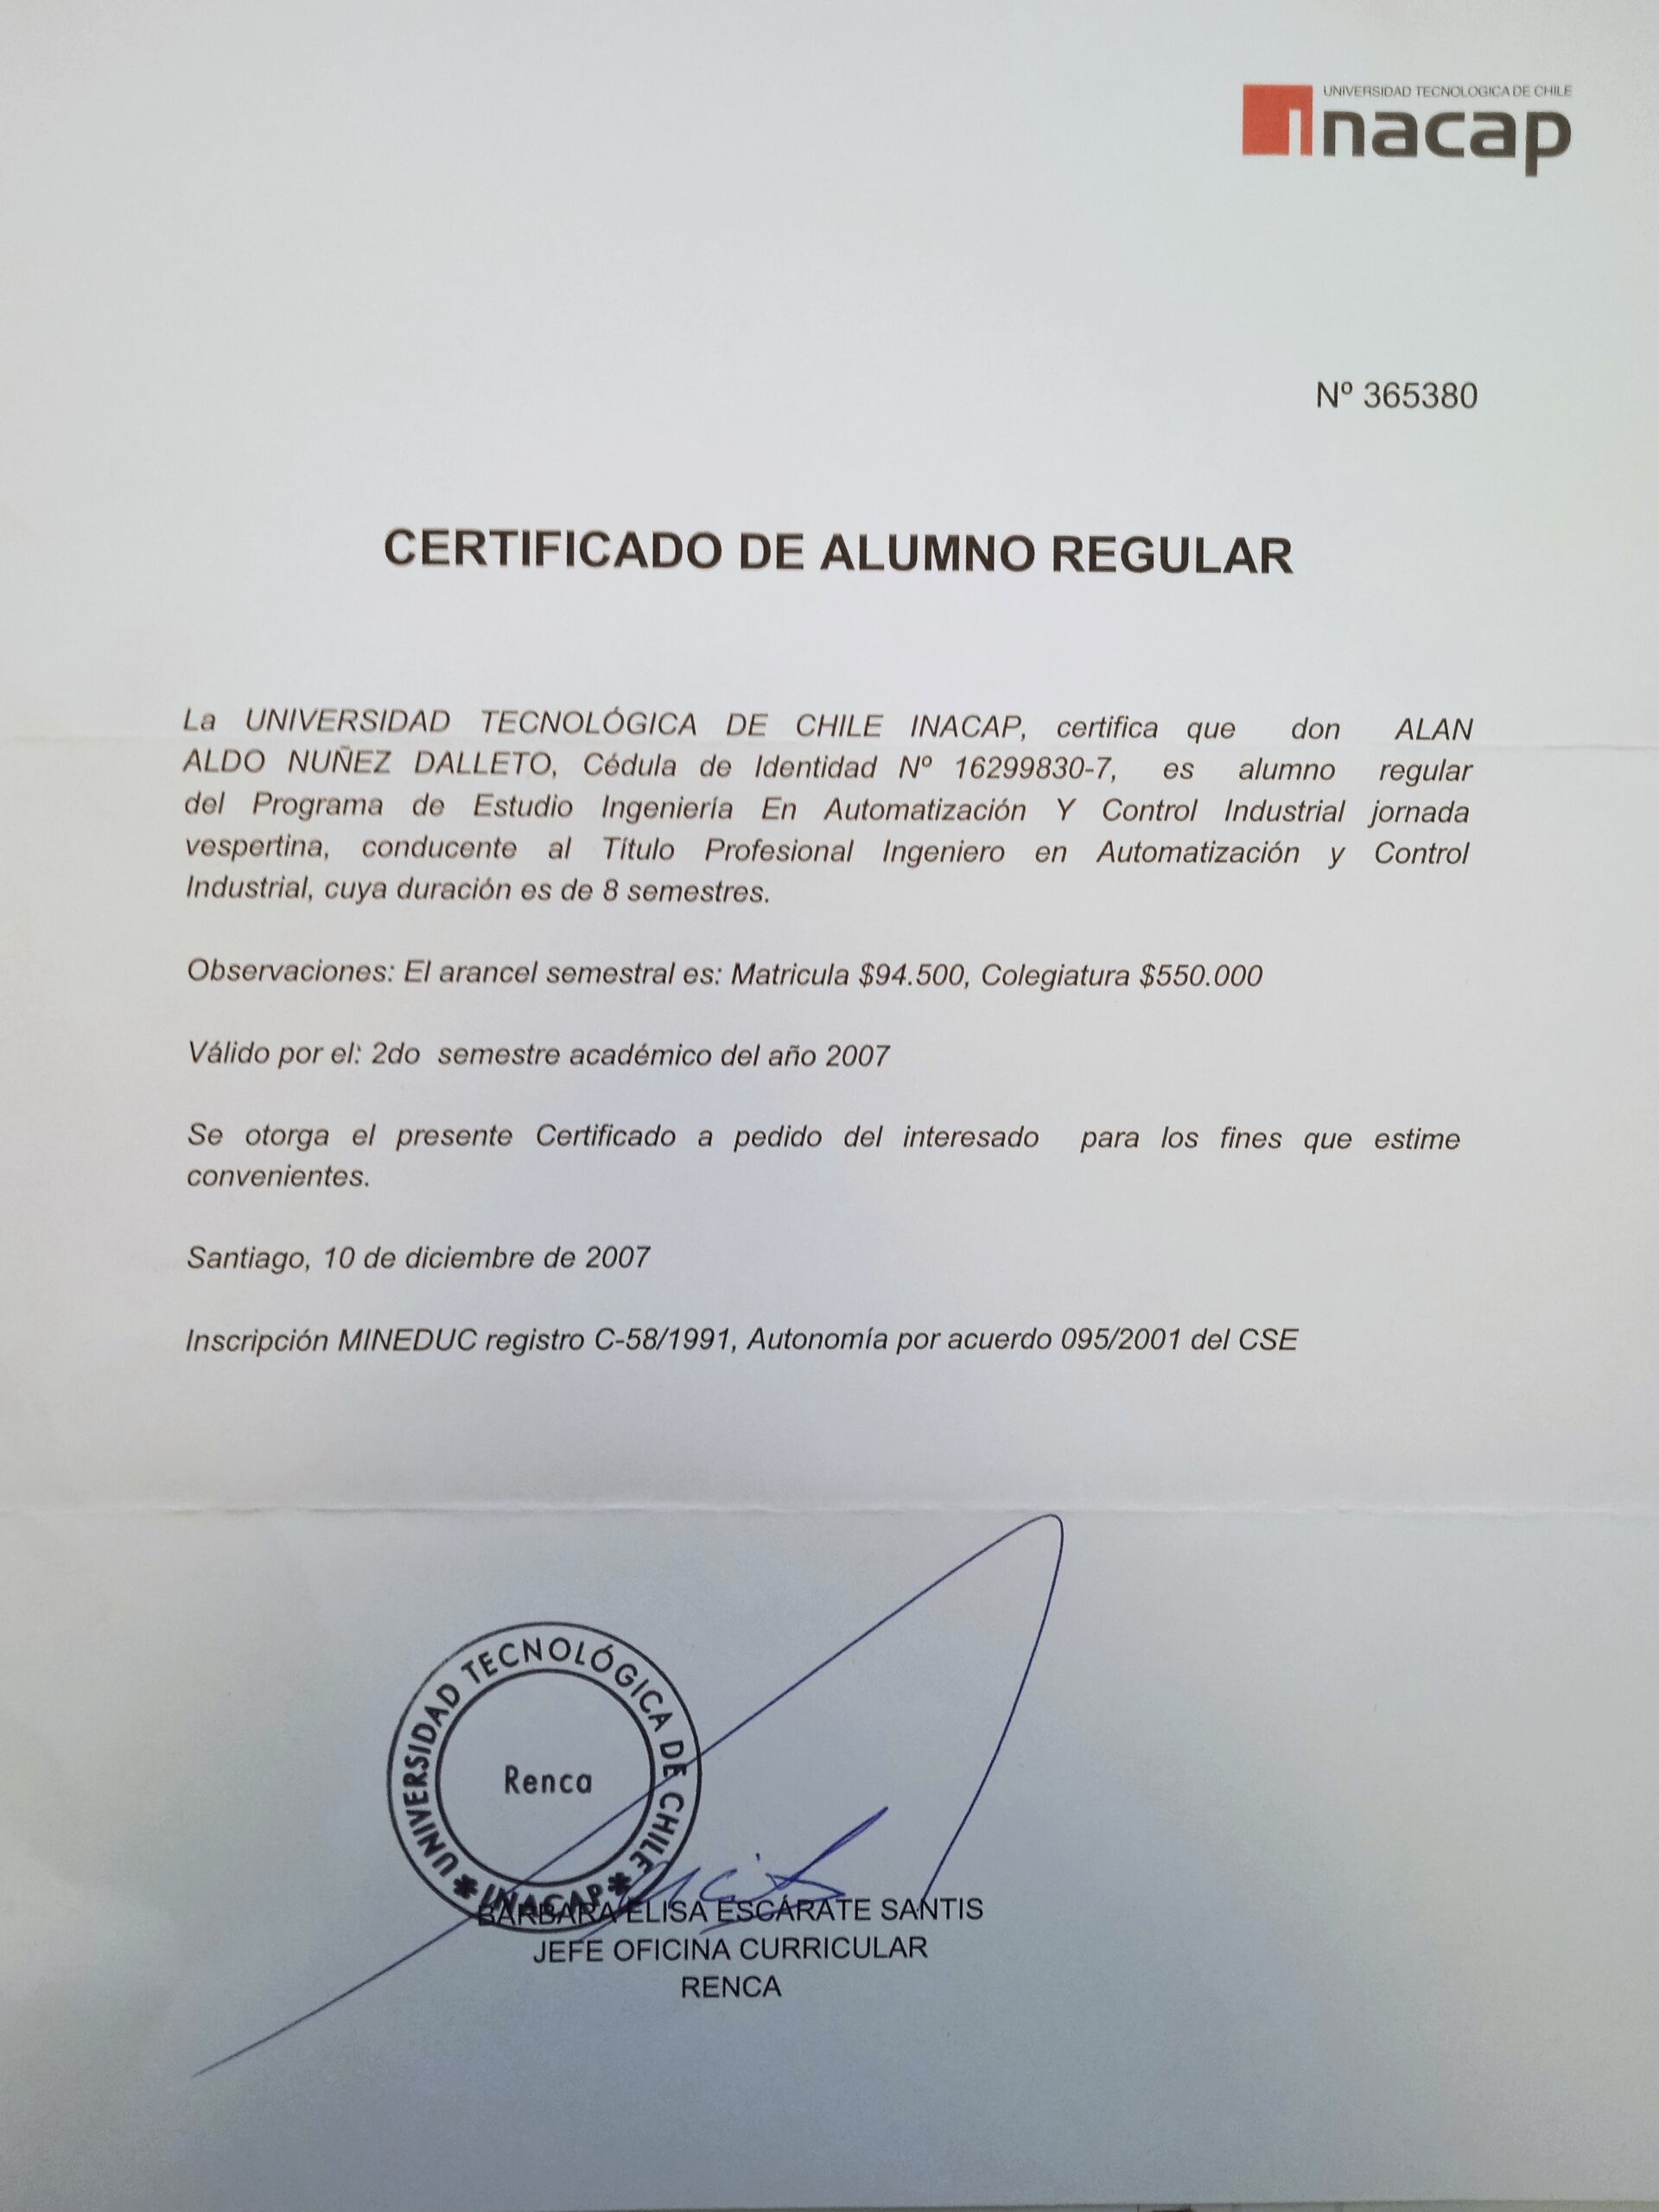 UNIVERSIDAD TECNOLOGICA DE CHILE
inacap
Nº 365380
CERTIFICADO DE ALUMNO REGULAR
La UNIVERSIDAD TECNOLÓGICA DE CHILE INACAP, certifica que don ALAN
ALDO NUÑEZ DALLETO, Cédula de Identidad Nº 16299830-7, es alumno regular
del Programa de Estudio Ingeniería En Automatización Y Control Industrial jornada
vespertina, conducente al Título Profesional Ingeniero en Automatización y Control
Industrial, cuya duración es de 8 semestres.
Observaciones: El arancel semestral es: Matricula $94.500, Colegiatura $550.000
Válido por el: 2do semestre académico del año 2007
Se otorga el presente Certificado a pedido del interesado para los fines que estime
convenientes.
Santiago, 10 de diciembre de 2007
Inscripción MINEDUC registro C-58/1991, Autonomía por acuerdo 095/2001 del CSE
UNIVERSIDAD TECNOLÓGICA DE CHILE
Renca
* INACAP *
BÁRBARA ELISA ESCÁRATE SANTIS
JEFE OFICINA CURRICULAR
RENCA